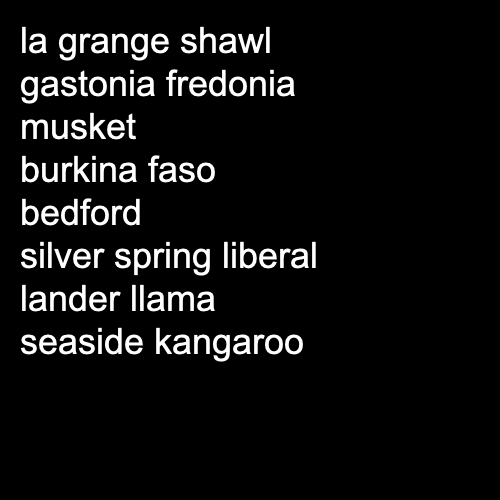 la grange shawl
gastonia fredonia
musket
burkina faso
bedford
silver spring liberal
lander llama
seaside kangaroo